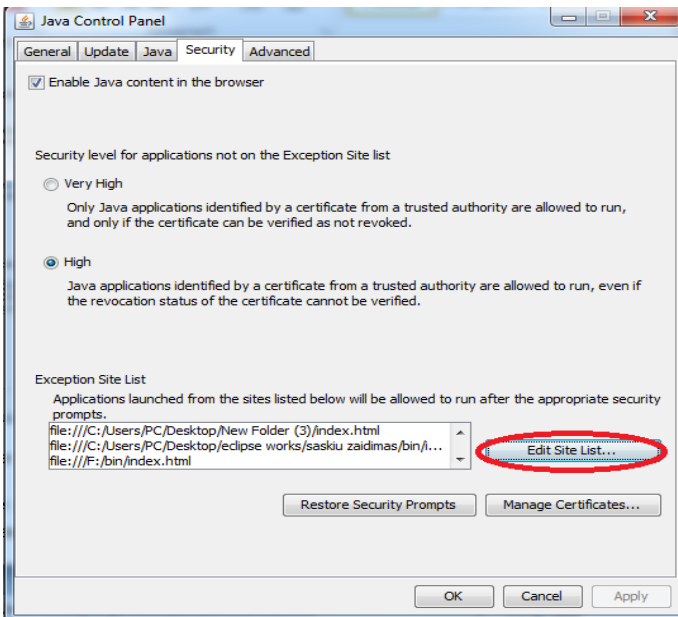 Java Control Panel
General Update Java Security Advanced
Enable Java content in the browser
Security level for applications not on the Exception Site list
Very High
Only Java applications identified by a certificate from a trusted authority are allowed to run,
and only if the certificate can be verified as not revoked.
High
Java applications identified by a certificate from a trusted authority are allowed to run, even if
the revocation status of the certificate cannot be verified.
Exception Site List
Applications launched from the sites listed below will be allowed to run after the appropriate security
prompts.
file:///C:/Users/PC/Desktop/New Folder (3)/index.html
file:///C:/Users/PC/Desktop/eclipse works/saskiu zaidimas/bin/i...
file:///F:/bin/index.html
Edit Site List...
Restore Security Prompts Manage Certificates...
OK Cancel Apply